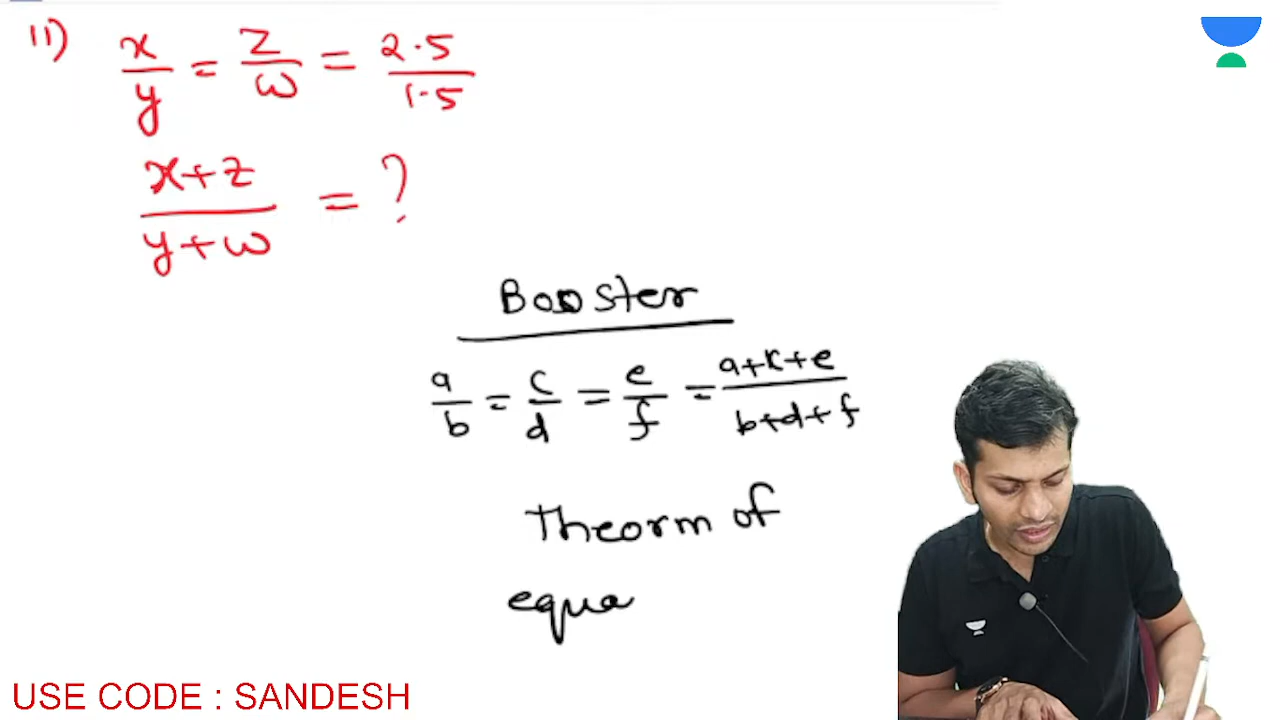 11) x/y = z/w = 2.5/1.5
x+z/y+w = ?
Booster
a/b = c/d = e/f = a+c+e/b+d+f
Theorm of
equa
USE CODE : SANDESH